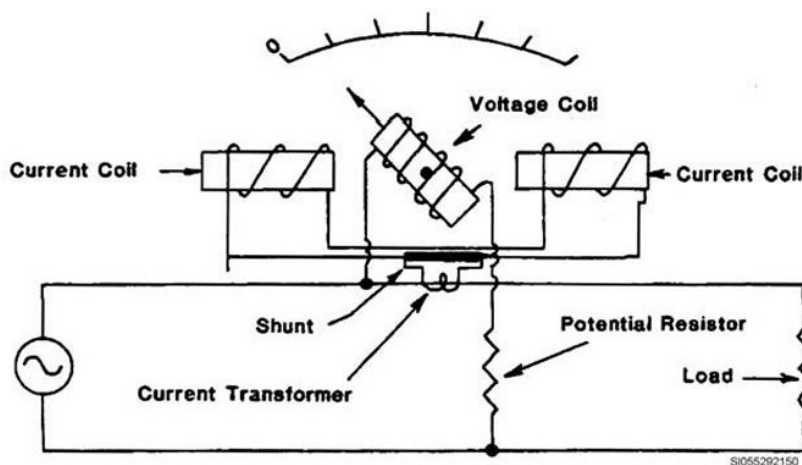 0
Voltage Coil
Current Coil
Current Coil
Shunt
Potential Resistor
Current Transformer
Load
SI055292150